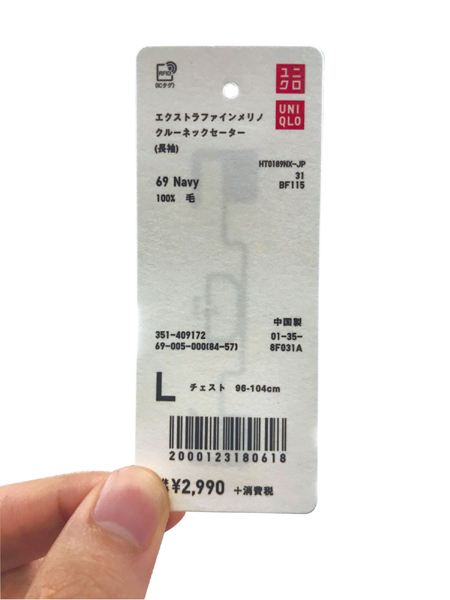 RFID
(ICタグ)
ユニ
クロ
UNI
QLO
エクストラファインメリノ
クルーネックセーター
(長袖)
HT0189NX-JP
31
BF115
69 Navy
100% 毛
中国製
351-409172
01-35-
69-005-000(84-57)
8F031A
L チェスト 96-104cm
2000123180618
¥2,990 +消費税